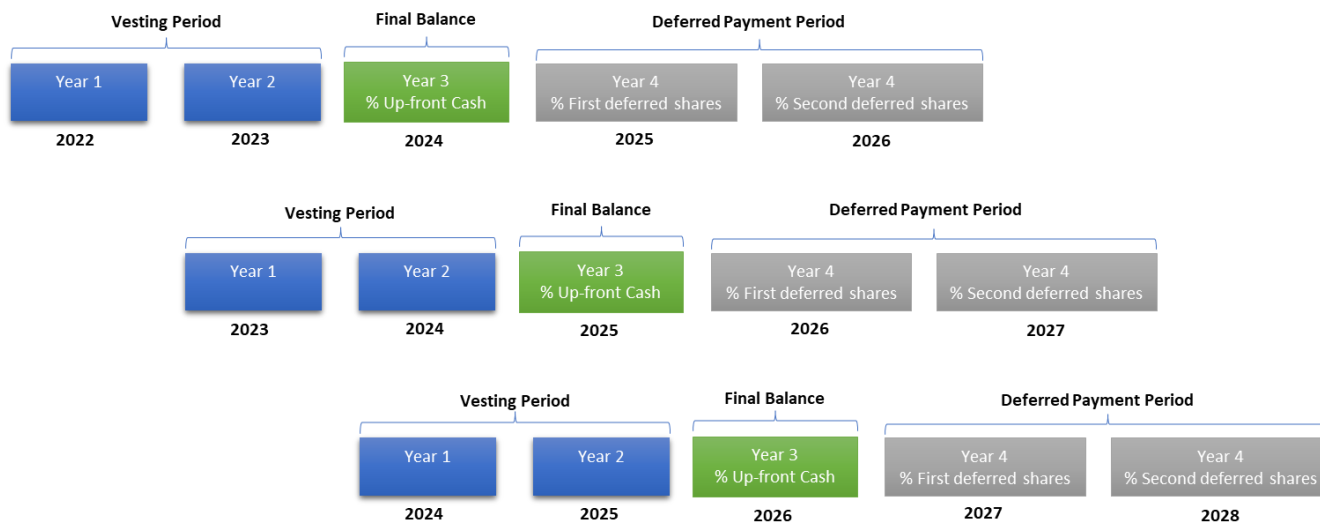 Vesting Period
Final Balance
Deferred Payment Period
Year 1
Year 2
Year 3
% Up-front Cash
Year 4
% First deferred shares
Year 4
% Second deferred shares
2022
2023
2024
2025
2026
Vesting Period
Final Balance
Deferred Payment Period
Year 1
Year 2
Year 3
% Up-front Cash
Year 4
% First deferred shares
Year 4
% Second deferred shares
2023
2024
2025
2026
2027
Vesting Period
Final Balance
Deferred Payment Period
Year 1
Year 2
Year 3
% Up-front Cash
Year 4
% First deferred shares
Year 4
% Second deferred shares
2024
2025
2026
2027
2028